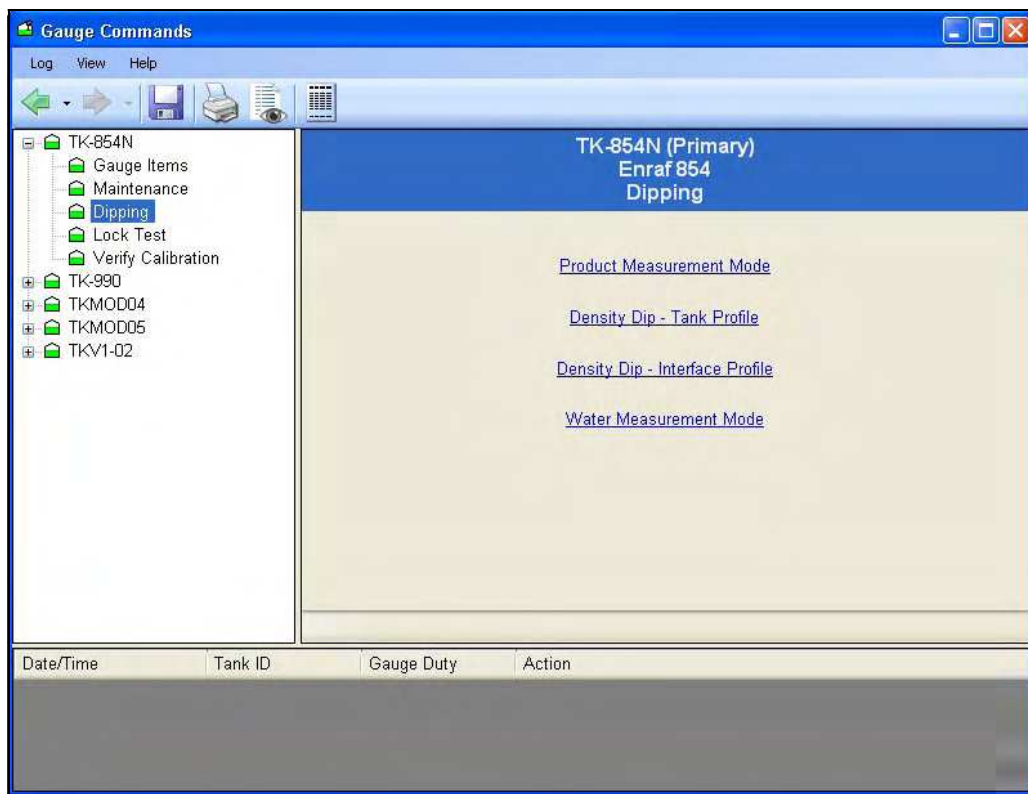 Gauge Commands
Log View Help
TK-854N
Gauge Items
Maintenance
Dipping
Lock Test
Verify Calibration
TK-990
TKMOD04
TKMOD05
TKV1-02
TK-854N (Primary)
Enraf 854
Dipping
Product Measurement Mode
Density Dip - Tank Profile
Density Dip - Interface Profile
Water Measurement Mode
Date/Time Tank ID Gauge Duty Action